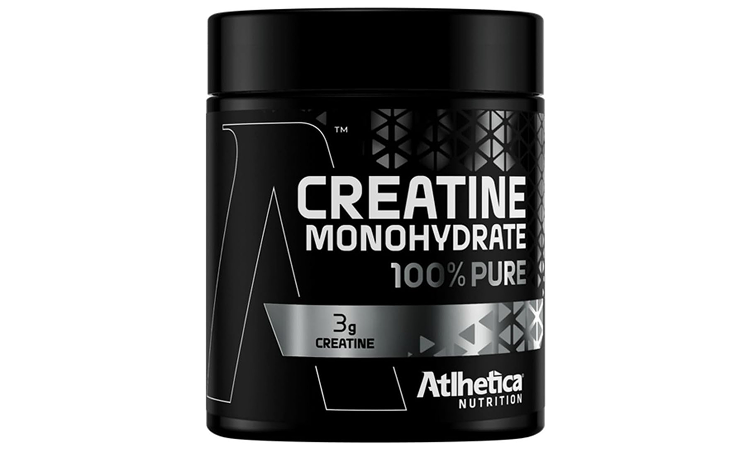 ™
CREATINE
MONOHYDRATE
100% PURE
3g
CREATINE
Atlhetica®
NUTRITION